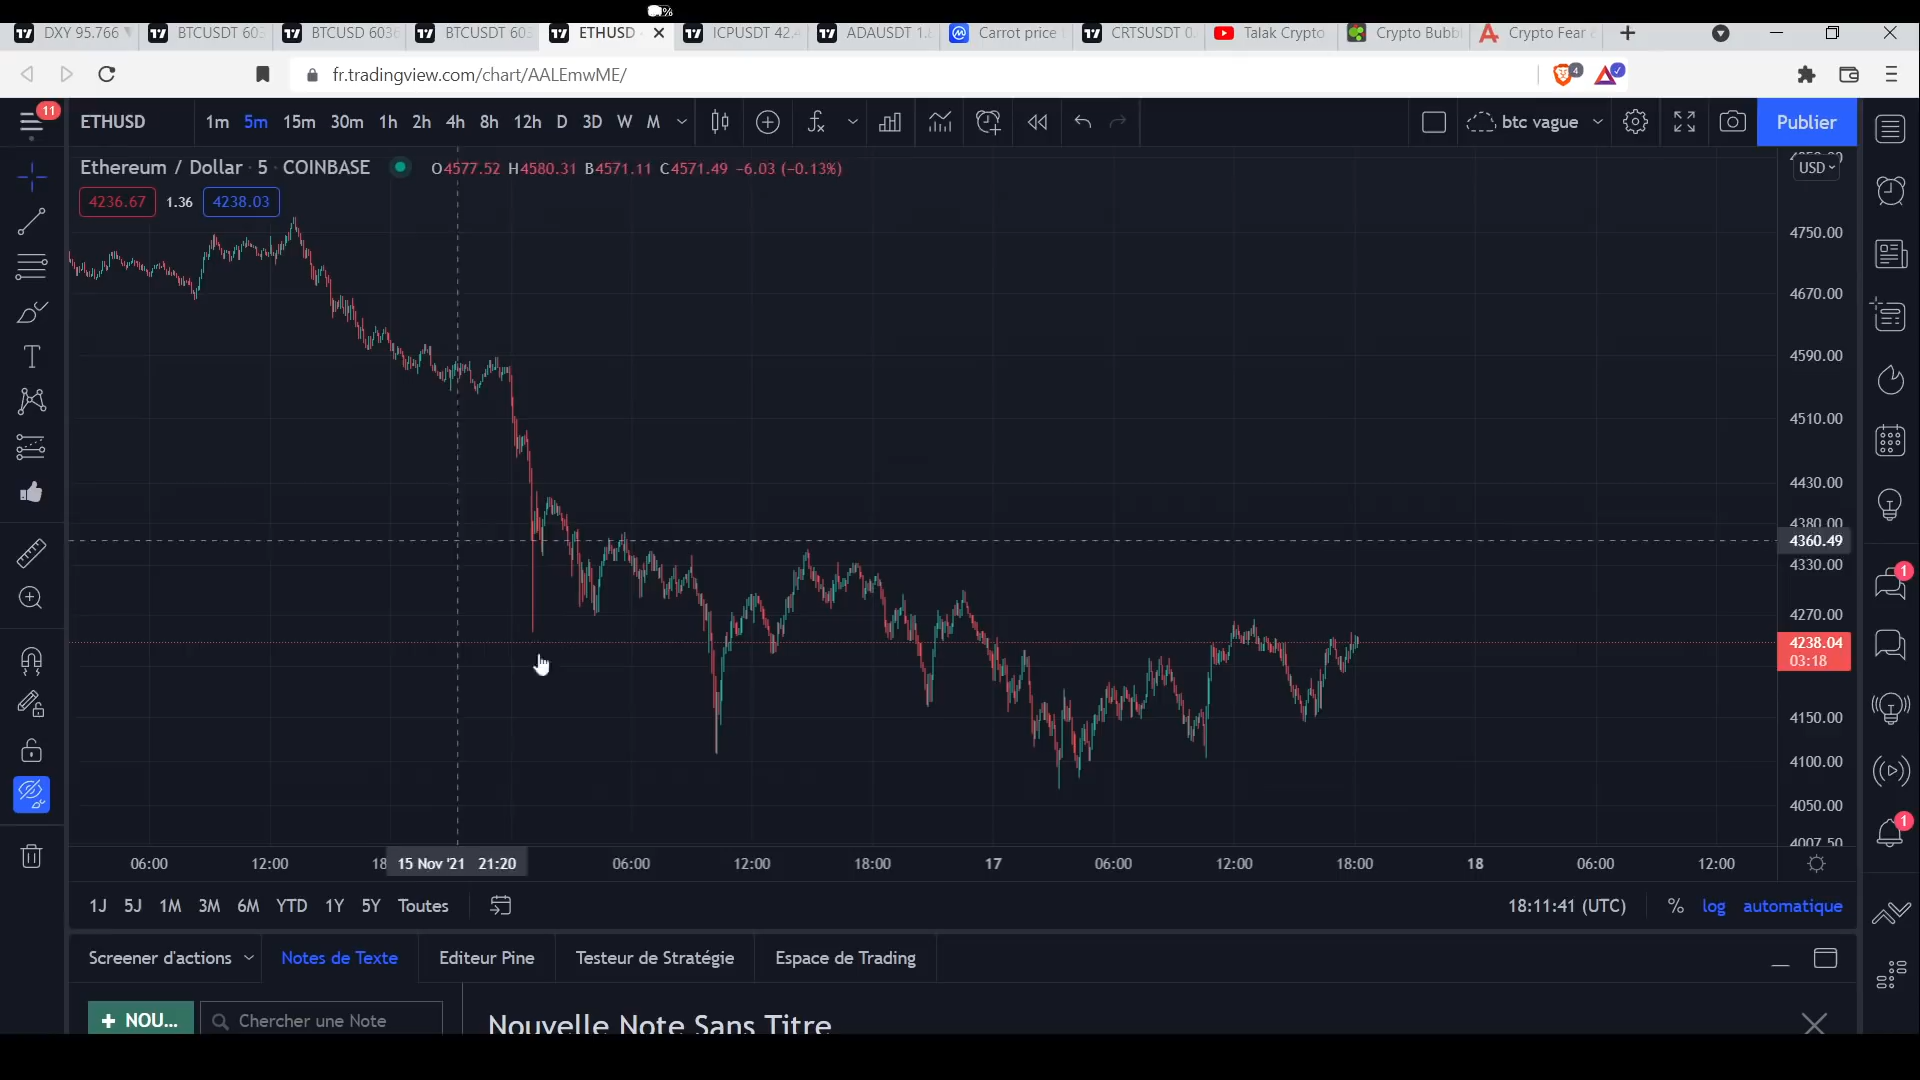 %
DXY 95.766
BTCUSDT 603
BTCUSD 6036
BTCUSDT 603
ETHUSD
ICPUSDT 42.4
ADAUSDT 1.8
Carrot price
CRTSUSDT 0.
Talak Crypto
Crypto Bubb
Crypto Fear
fr.tradingview.com/chart/AALEmwME/
4
11
ETHUSD
1m 5m 15m 30m 1h 2h 4h 8h 12h D 3D W M
btc vague
Publier
Ethereum / Dollar · 5 · COINBASE
O4577.52 H4580.31 B4571.11 C4571.49 −6.03 (−0.13%)
USD
4236.67 1.36 4238.03
4750.00
4670.00
4590.00
4510.00
4430.00
4380.00
4360.49
4330.00
4270.00
4238.04
03:18
4150.00
4100.00
4050.00
4007.50
1
1
06:00 12:00 18 15 Nov '21 21:20 06:00 12:00 18:00 17 06:00 12:00 18:00 18 06:00 12:00
1J 5J 1M 3M 6M YTD 1Y 5Y Toutes
18:11:41 (UTC) % log automatique
Screener d'actions Notes de Texte Editeur Pine Testeur de Stratégie Espace de Trading
+ NOU... Chercher une Note
Nouvelle Note Sans Titre